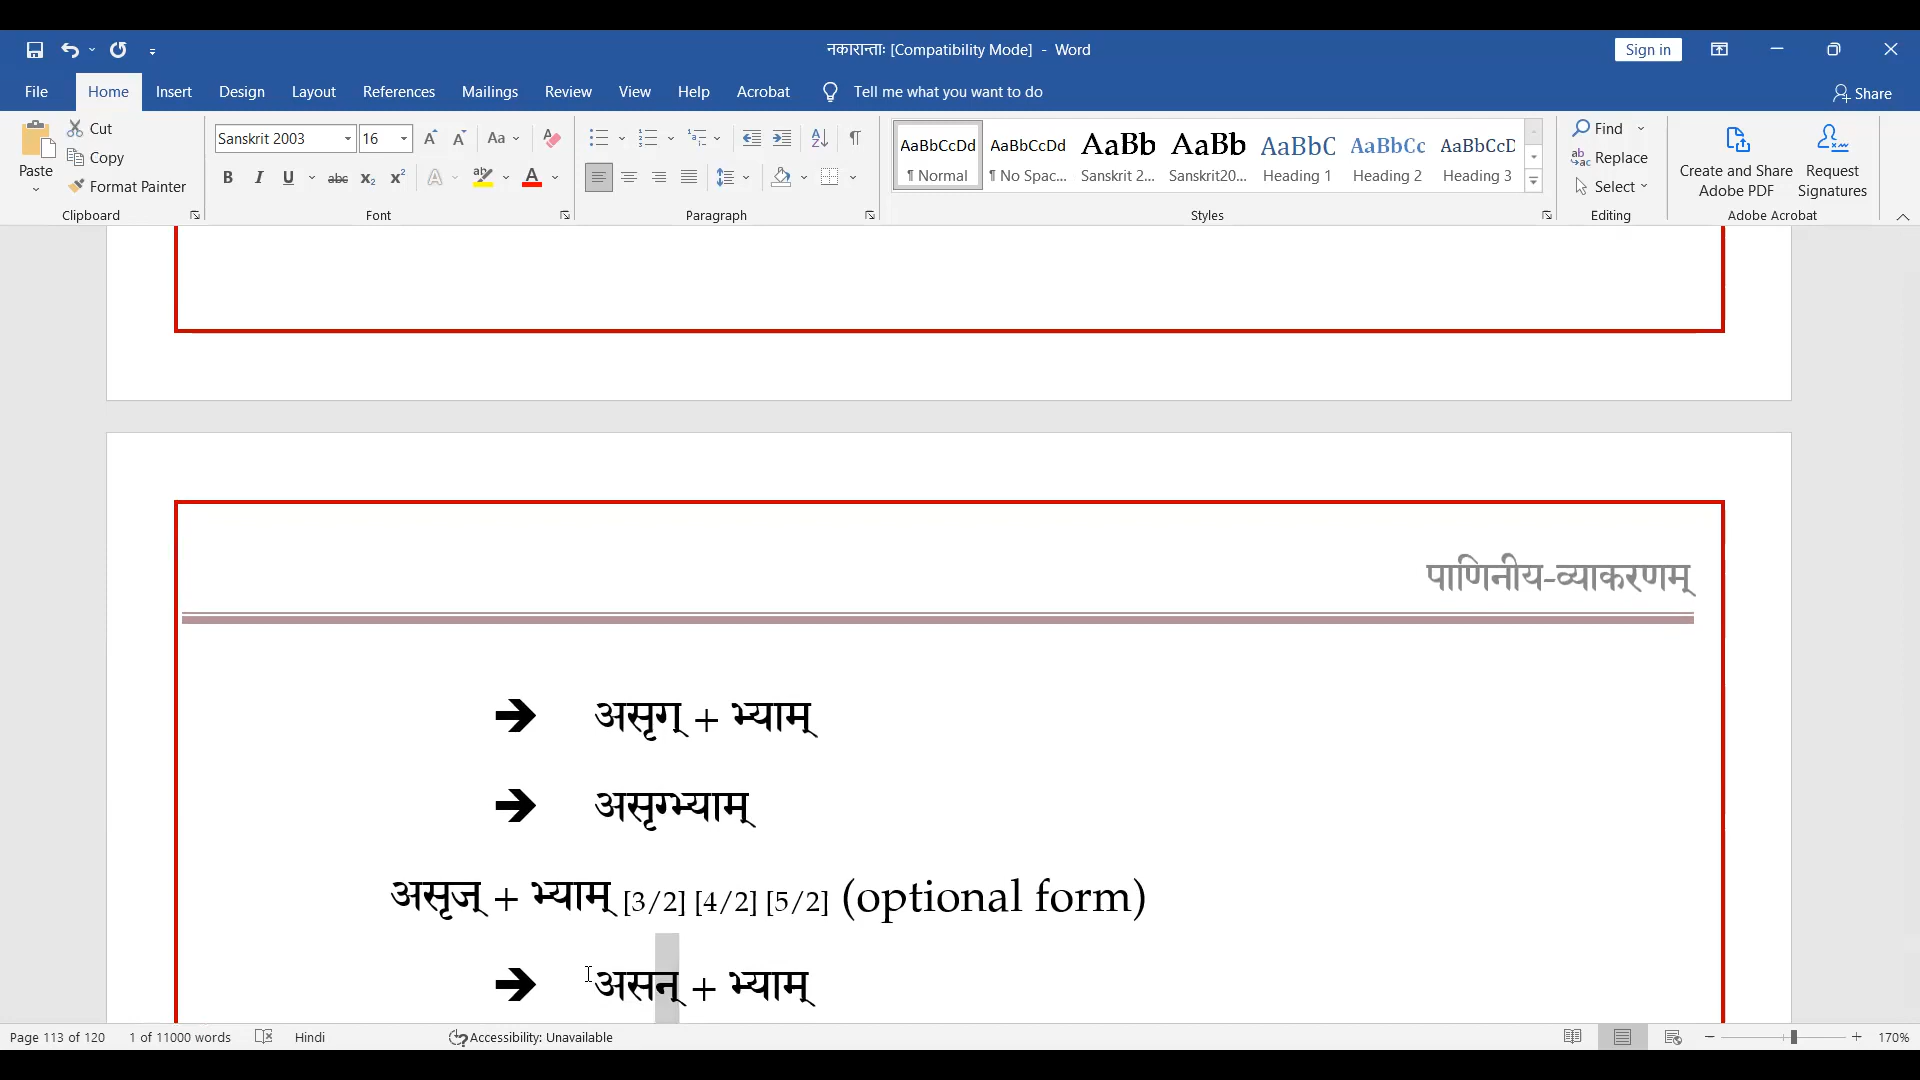 नकारान्ताः [Compatibility Mode] - Word
Sign in
File Home Insert Design Layout References Mailings Review View Help Acrobat Tell me what you want to do Share
Paste
Cut
Copy
Format Painter
Clipboard
Sanskrit 2003 16
Font
Paragraph
AaBbCcDd AaBbCcDd AaBb AaBb AaBbC AaBbCc AaBbCcD
¶ Normal ¶ No Spac... Sanskrit 2... Sanskrit20... Heading 1 Heading 2 Heading 3
Styles
Find
Replace
Select
Editing
Create and Share
Adobe PDF
Request
Signatures
Adobe Acrobat
पाणिनीय-व्याकरणम्
➔ असृग् + भ्याम्
➔ असृग्भ्याम्
असृज् + भ्याम् [3/2] [4/2] [5/2] (optional form)
➔ असन् + भ्याम्
Page 113 of 120 1 of 11000 words Hindi Accessibility: Unavailable 170%